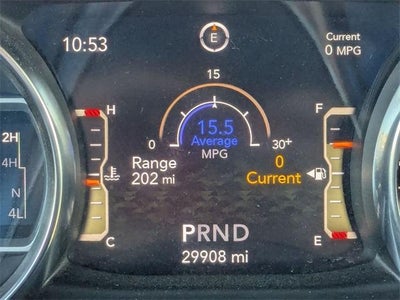 10:53
E
Current
0 MPG
15
H
F
2H
15.5
Average
4H
0
MPG
30+
Range
202 mi
0
Current
N
4L
C
E
PRND
29908 mi